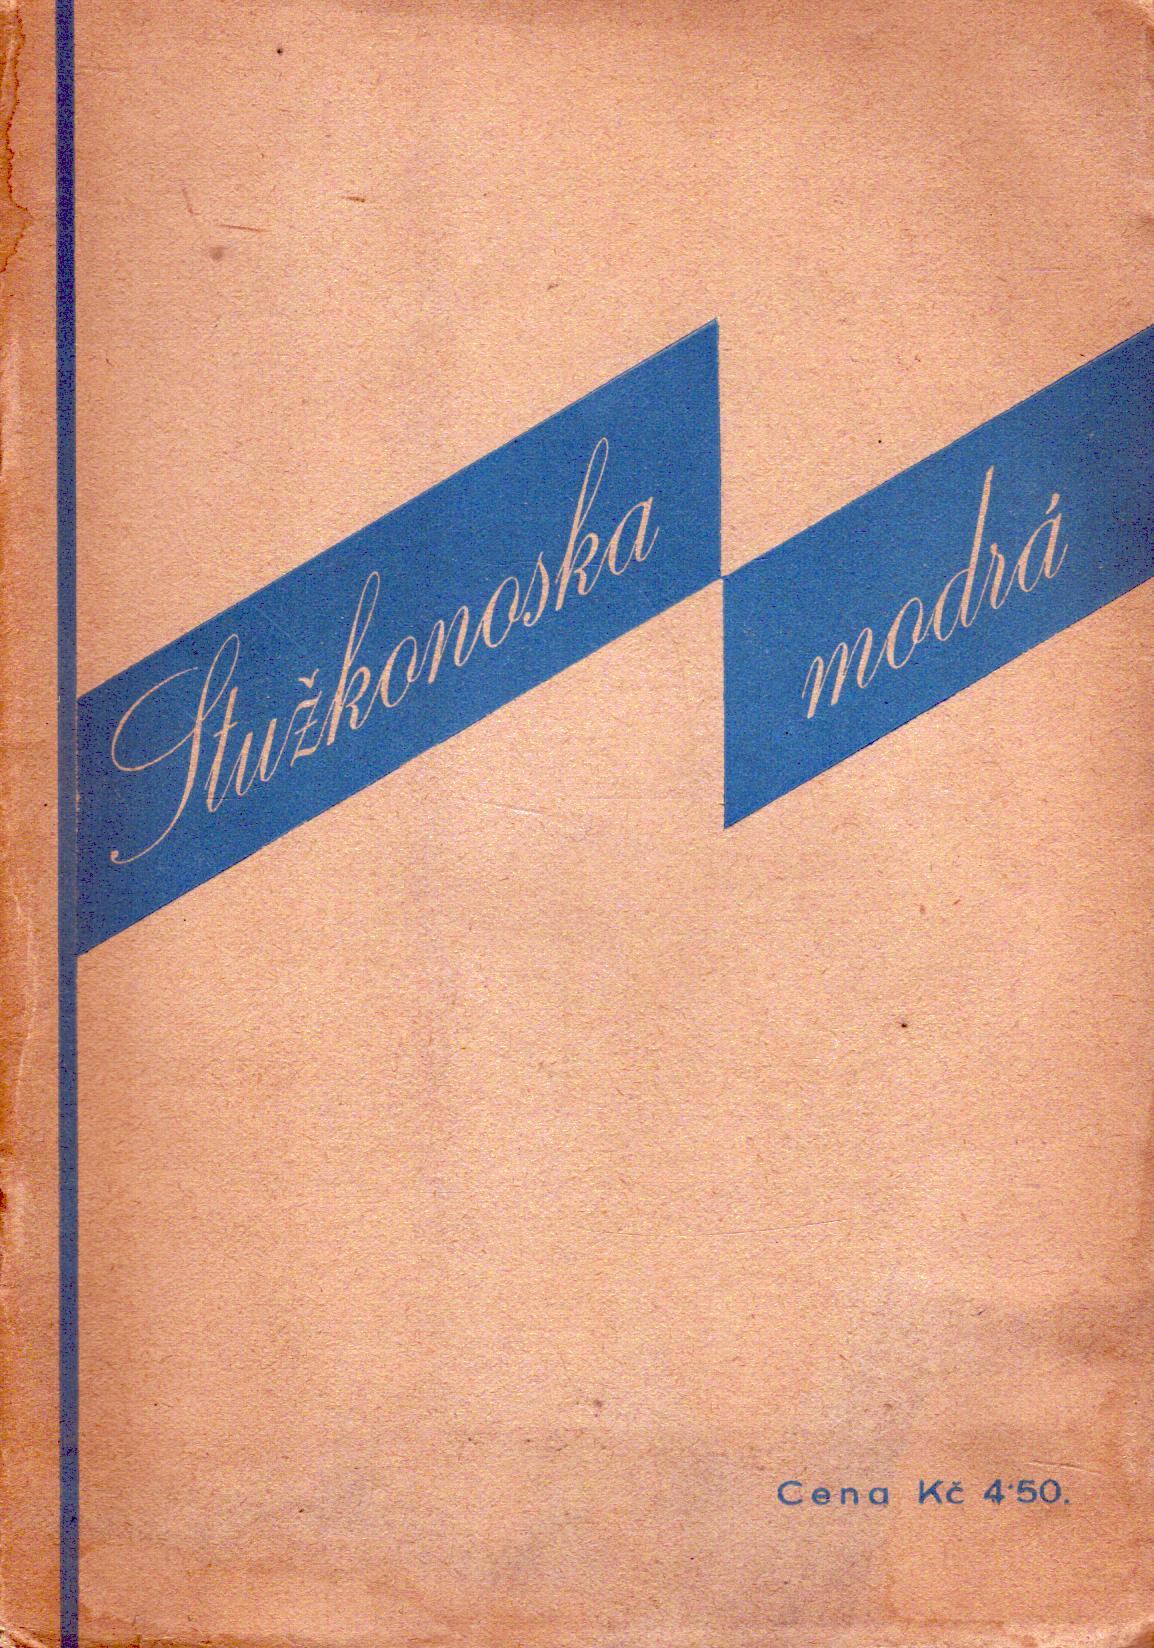 Stužkonoska
modrá
Cena Kč 4·50.